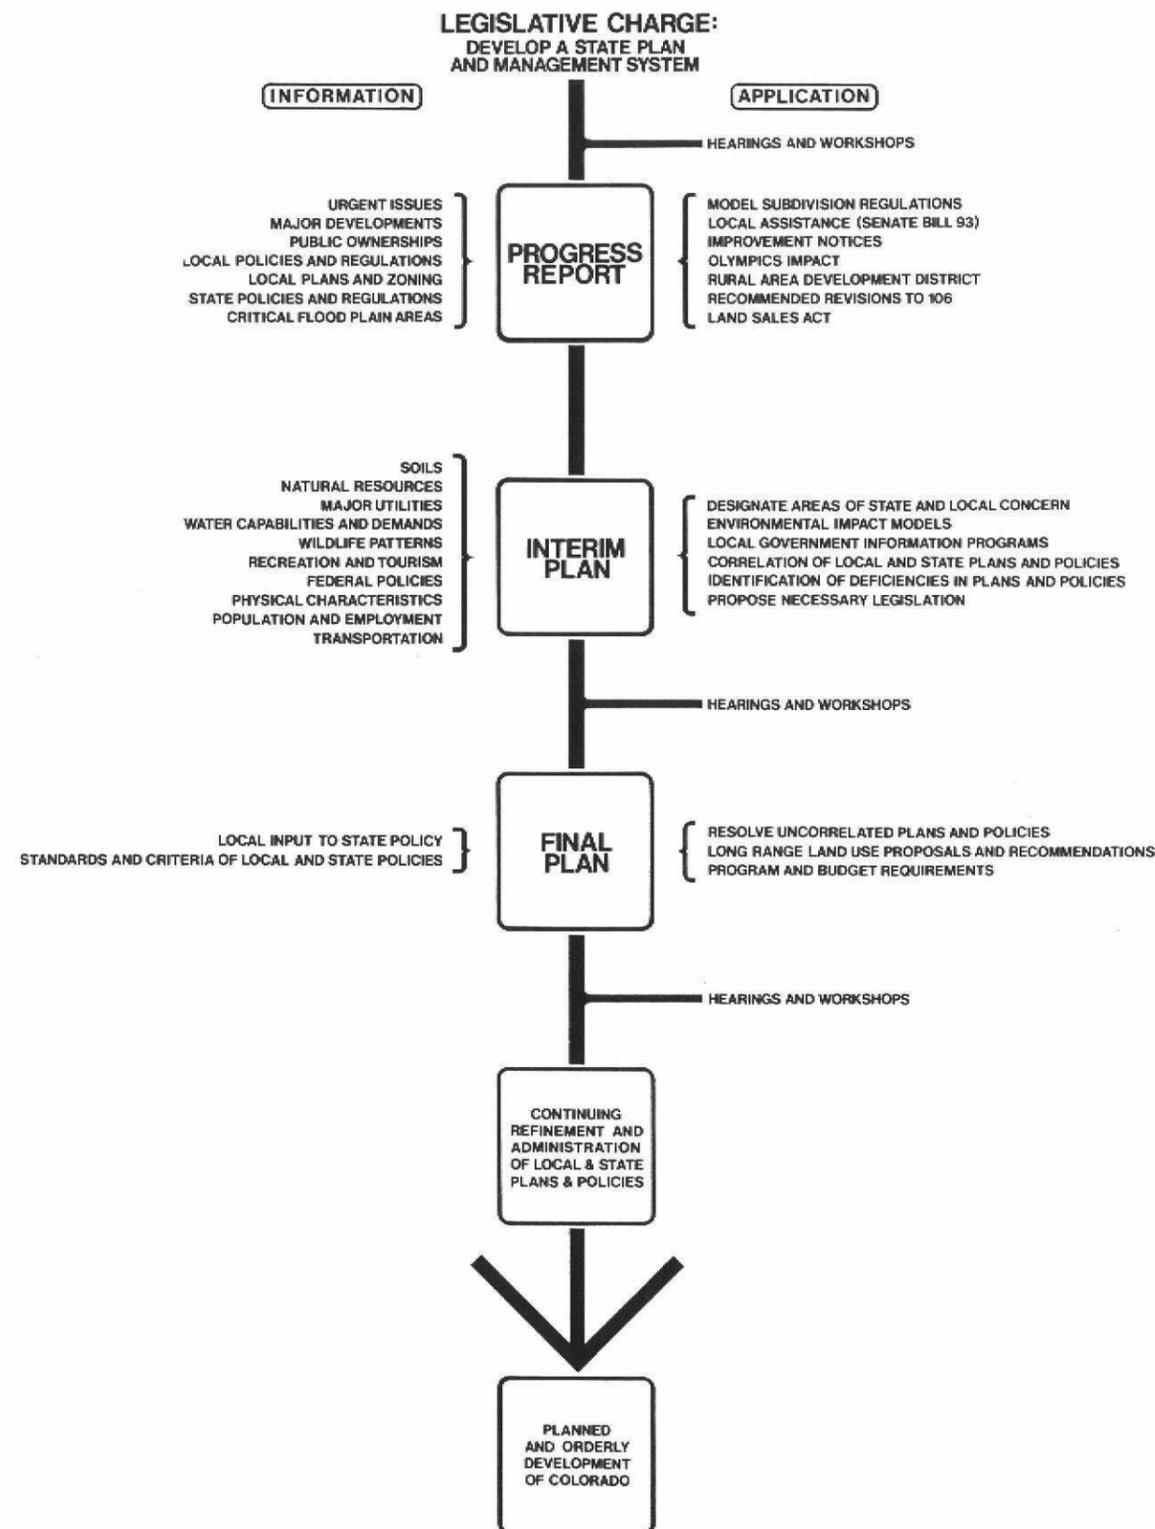 LEGISLATIVE CHARGE:
DEVELOP A STATE PLAN
AND MANAGEMENT SYSTEM
INFORMATION
APPLICATION
HEARINGS AND WORKSHOPS
URGENT ISSUES
MAJOR DEVELOPMENTS
PUBLIC OWNERSHIPS
LOCAL POLICIES AND REGULATIONS
LOCAL PLANS AND ZONING
STATE POLICIES AND REGULATIONS
CRITICAL FLOOD PLAIN AREAS
PROGRESS
REPORT
MODEL SUBDIVISION REGULATIONS
LOCAL ASSISTANCE (SENATE BILL 93)
IMPROVEMENT NOTICES
OLYMPICS IMPACT
RURAL AREA DEVELOPMENT DISTRICT
RECOMMENDED REVISIONS TO 106
LAND SALES ACT
SOILS
NATURAL RESOURCES
MAJOR UTILITIES
WATER CAPABILITIES AND DEMANDS
WILDLIFE PATTERNS
RECREATION AND TOURISM
FEDERAL POLICIES
PHYSICAL CHARACTERISTICS
POPULATION AND EMPLOYMENT
TRANSPORTATION
INTERIM
PLAN
DESIGNATE AREAS OF STATE AND LOCAL CONCERN
ENVIRONMENTAL IMPACT MODELS
LOCAL GOVERNMENT INFORMATION PROGRAMS
CORRELATION OF LOCAL AND STATE PLANS AND POLICIES
IDENTIFICATION OF DEFICIENCIES IN PLANS AND POLICIES
PROPOSE NECESSARY LEGISLATION
HEARINGS AND WORKSHOPS
LOCAL INPUT TO STATE POLICY
STANDARDS AND CRITERIA OF LOCAL AND STATE POLICIES
FINAL
PLAN
RESOLVE UNCORRELATED PLANS AND POLICIES
LONG RANGE LAND USE PROPOSALS AND RECOMMENDATIONS
PROGRAM AND BUDGET REQUIREMENTS
HEARINGS AND WORKSHOPS
CONTINUING
REFINEMENT AND
ADMINISTRATION
OF LOCAL & STATE
PLANS & POLICIES
PLANNED
AND ORDERLY
DEVELOPMENT
OF COLORADO